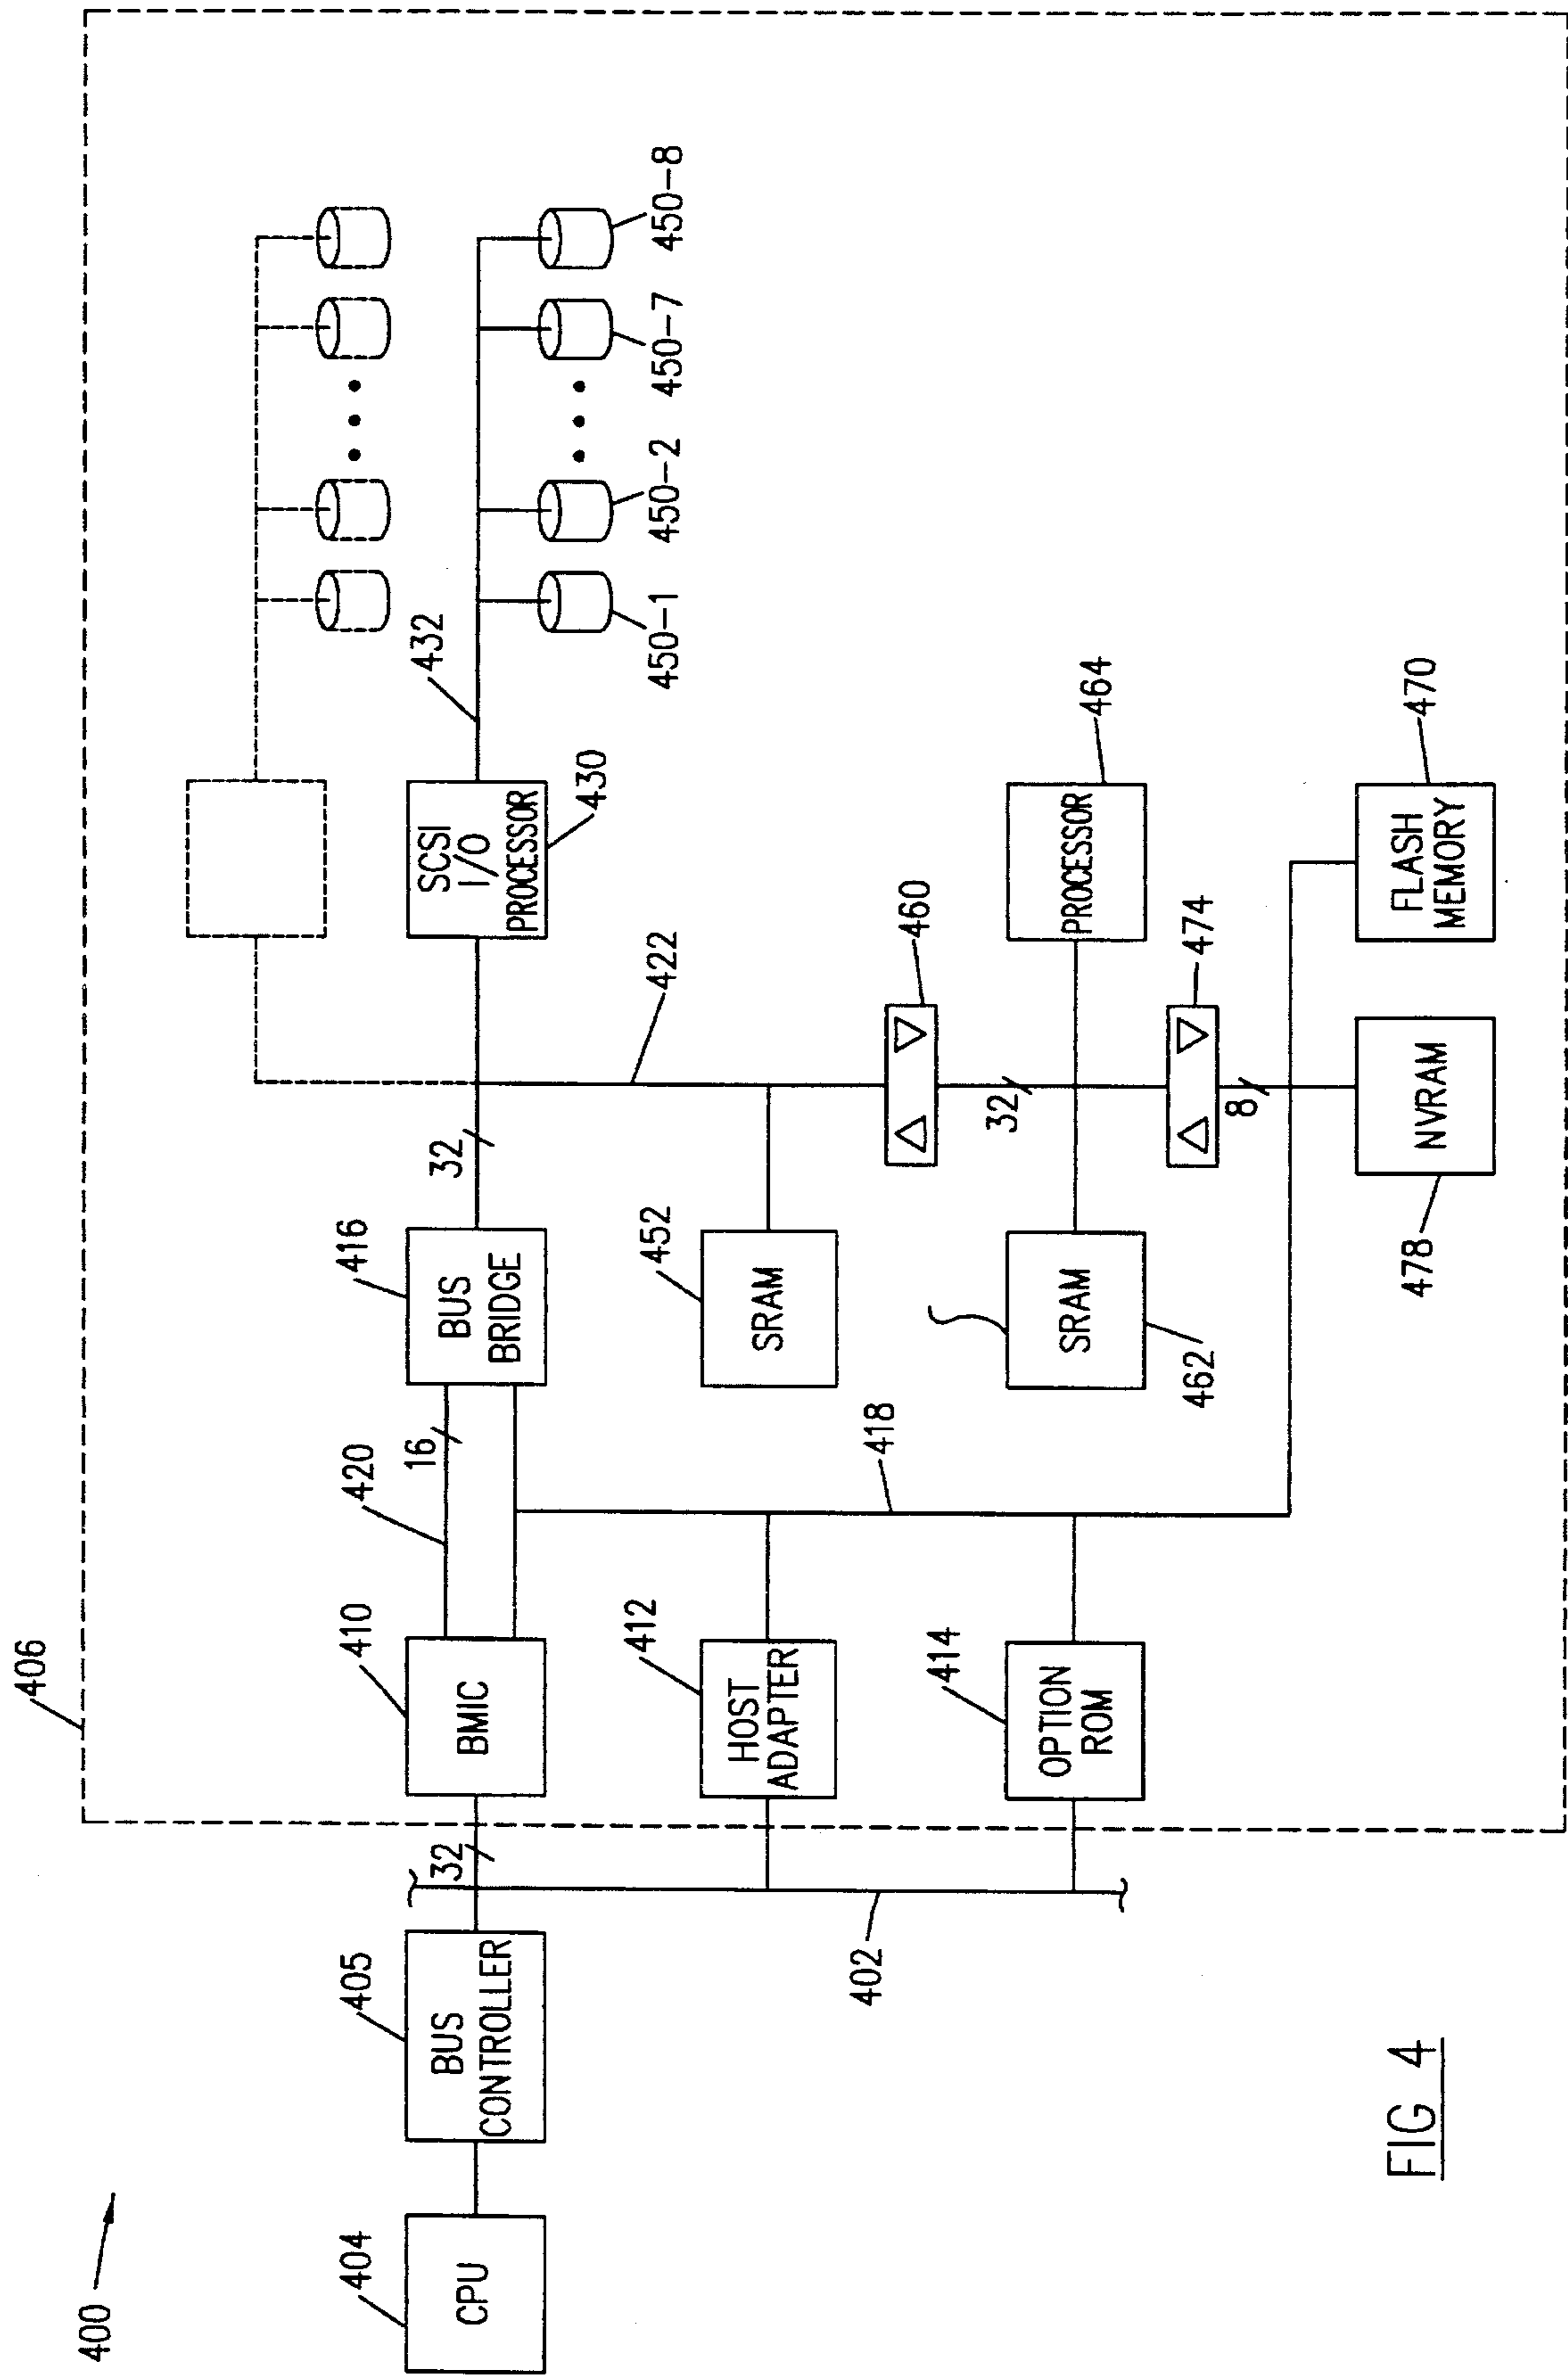 400
404
CPU
405
BUS
CONTROLLER
402
32
406
410
BMIC
412
HOST
ADAPTER
414
OPTION
ROM
420
16
418
416
BUS
BRIDGE
452
SRAM
SRAM
462
32
422
460
32
474
8
478
NVRAM
SCSI
I/O
PROCESSOR
430
432
PROCESSOR
464
FLASH
MEMORY
470
450-1
450-2
450-7
450-8
FIG 4